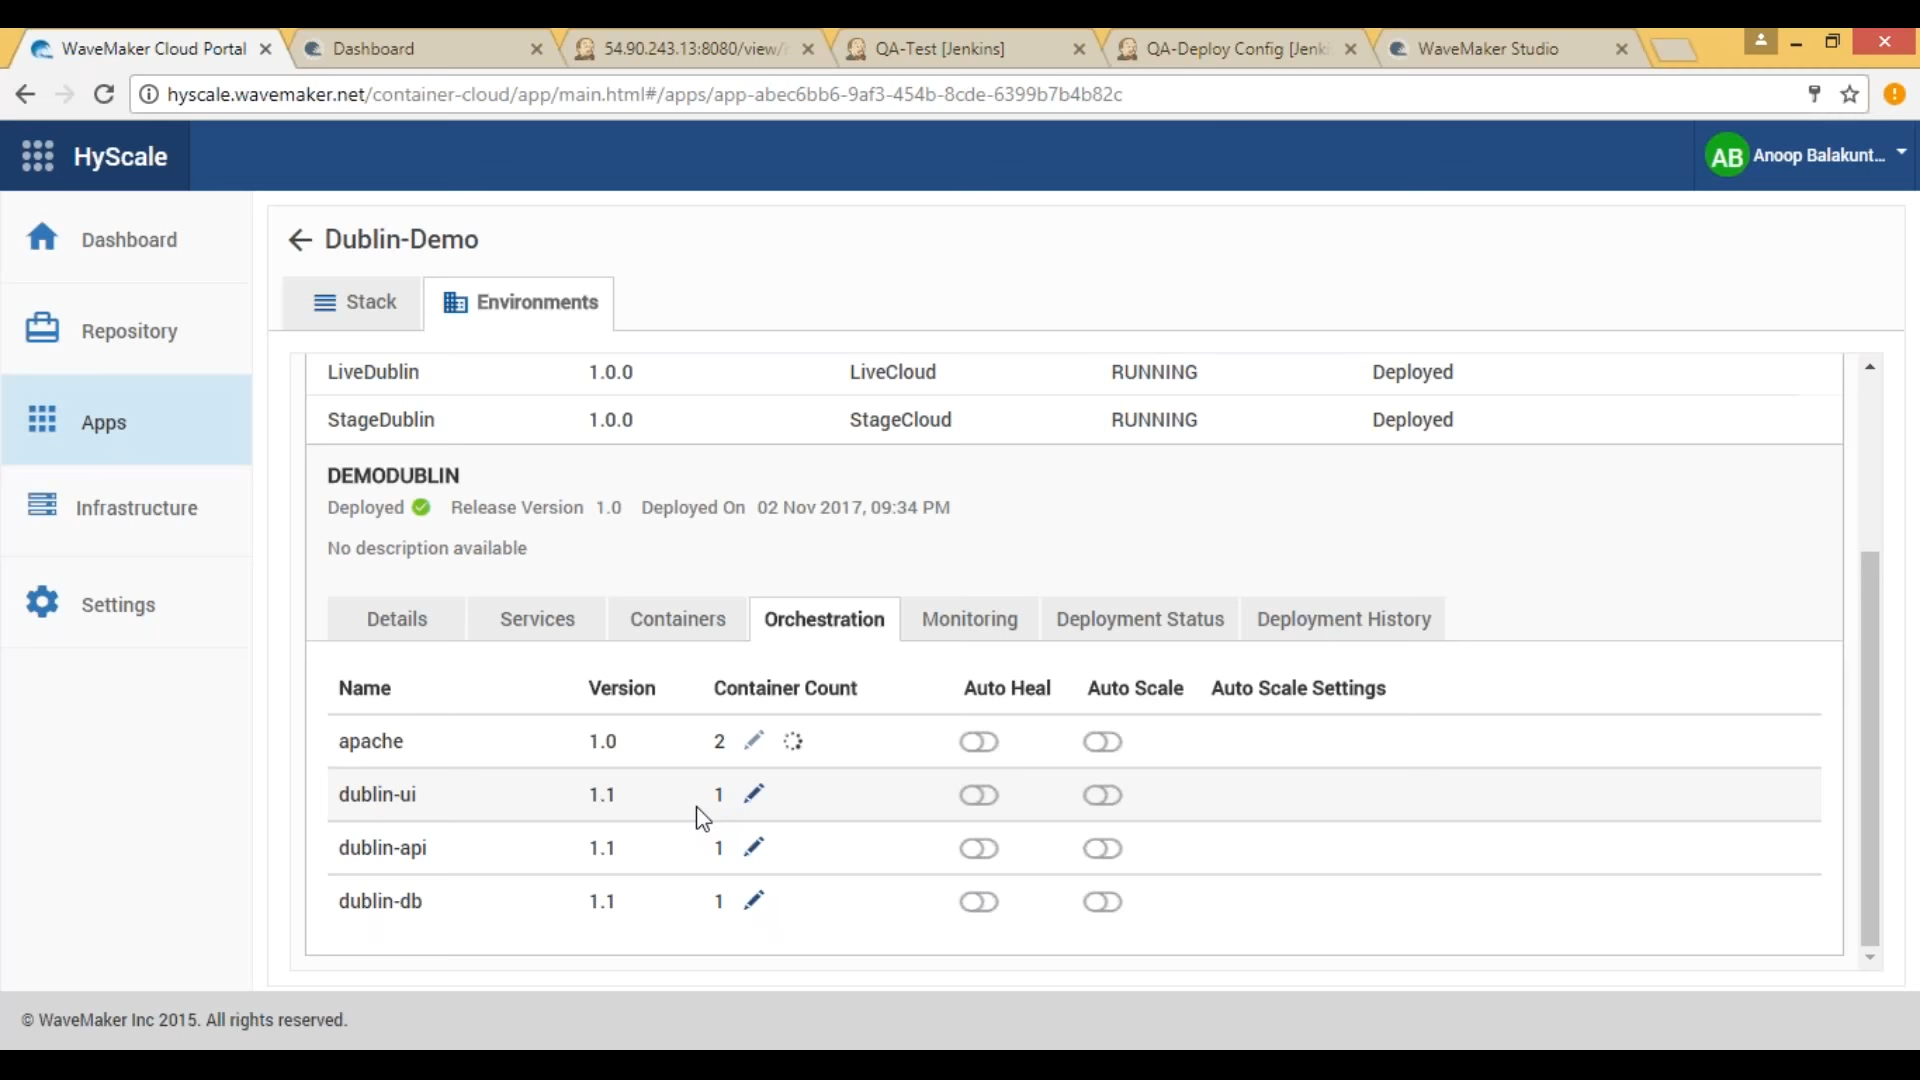 WaveMaker Cloud Portal
Dashboard
54.90.243.13:8080/view/
QA-Test [Jenkins]
QA-Deploy Config [Jenki
WaveMaker Studio
hyscale.wavemaker.net/container-cloud/app/main.html#/apps/app-abec6bb6-9af3-454b-8cde-6399b7b4b82c
HyScale
AB Anoop Balakunt...
Dashboard
Repository
Apps
Infrastructure
Settings
Dublin-Demo
Stack Environments
LiveDublin 1.0.0 LiveCloud RUNNING Deployed
StageDublin 1.0.0 StageCloud RUNNING Deployed
DEMODUBLIN
Deployed Release Version 1.0 Deployed On 02 Nov 2017, 09:34 PM
No description available
Details Services Containers Orchestration Monitoring Deployment Status Deployment History
Name Version Container Count Auto Heal Auto Scale Auto Scale Settings
apache 1.0 2
dublin-ui 1.1 1
dublin-api 1.1 1
dublin-db 1.1 1
© WaveMaker Inc 2015. All rights reserved.